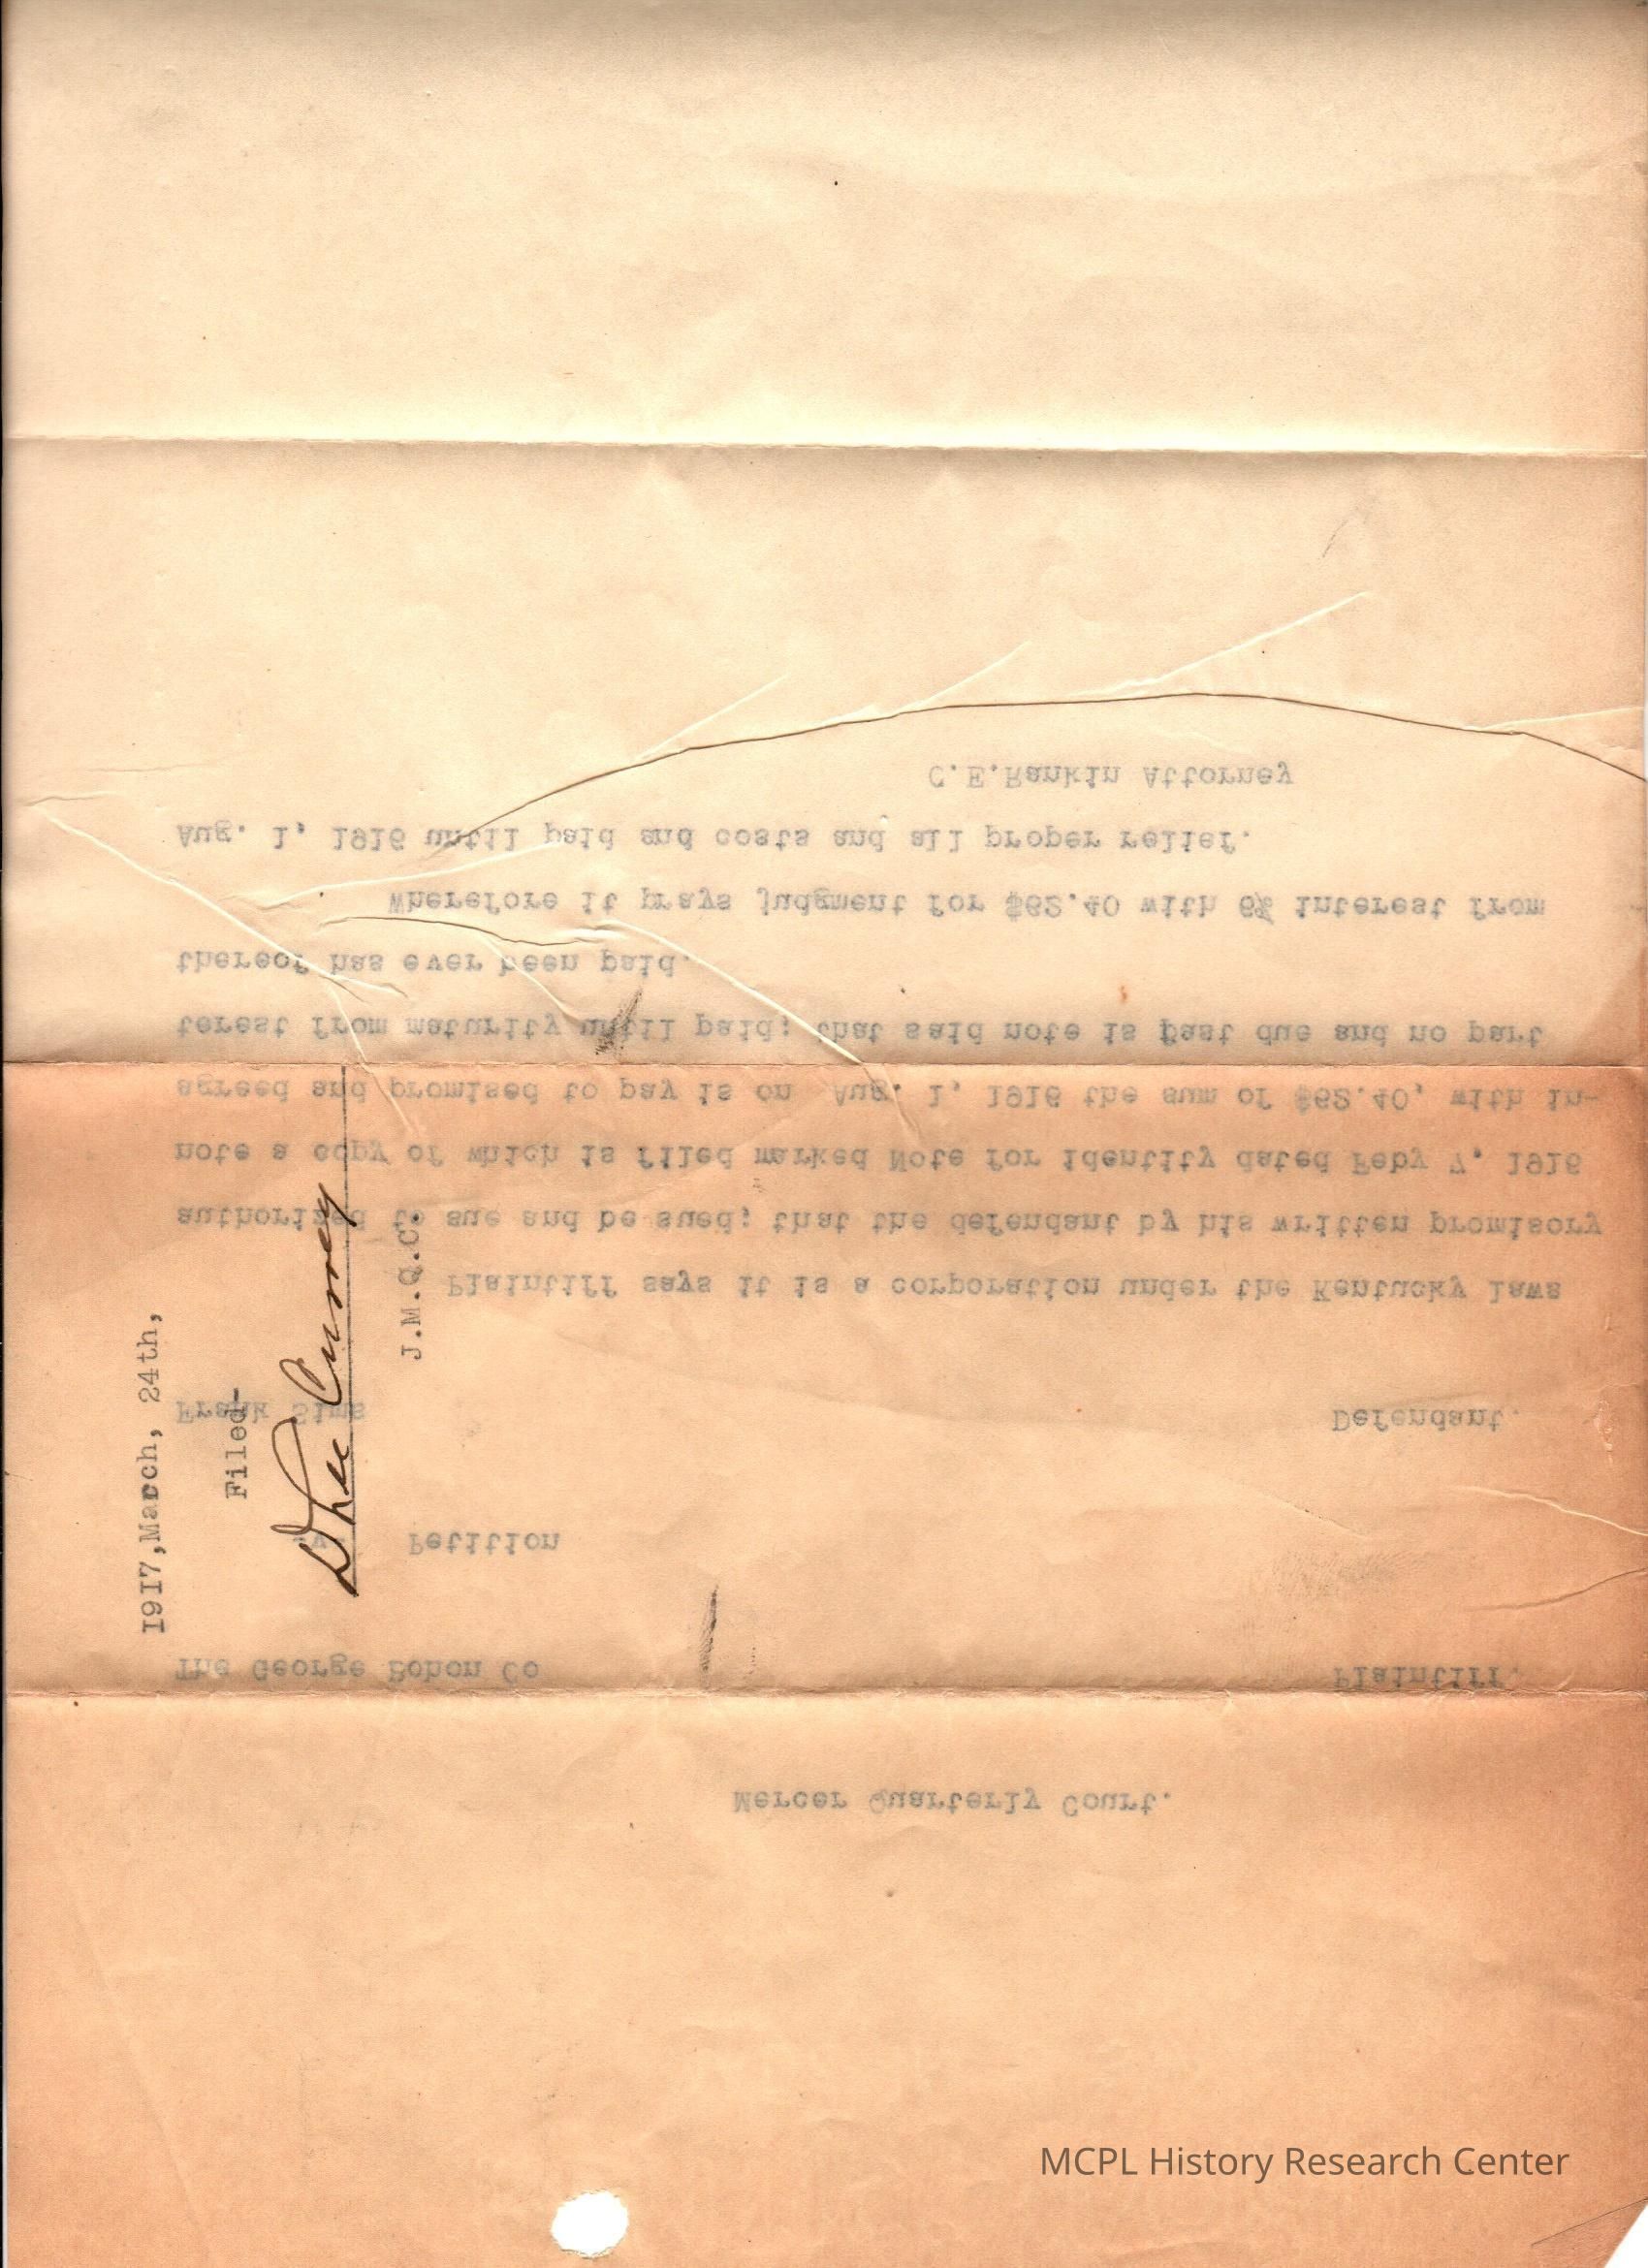 Mercer Quarterly Court.
The George Bohon Co Plaintiff.
Petition
Frank Sims Defendant.
Plaintiff says it is a corporation under the Kentucky laws
authorized to sue and be sued; that the defendant by his written promisory
note a copy of which is filed marked Note for identity dated Feby 7, 1916
agreed and promised to pay is on Aug. 1, 1916 the sum of $62.40, with in-
terest from maturity until paid; that said note is past due and no part
thereof has ever been paid.
Wherefore it prays judgment for $62.40 with 6% interest from
Aug. 1, 1916 until paid and costs and all proper relief.
C.E.Rankin Attorney
I9I7,March, 24th,
Filed-
J.M.Q.C.
MCPL History Research Center